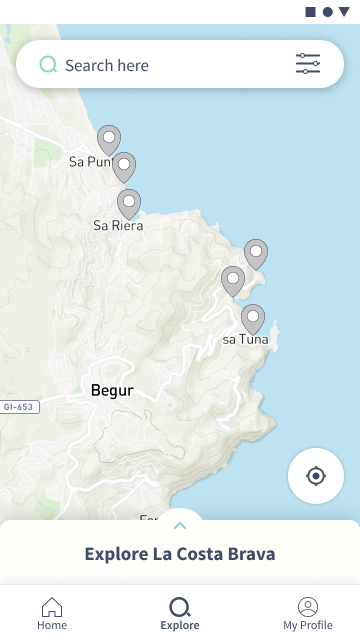 Search here
Sa Pun
Sa Riera
sa Tuna
Begur
GI-653
Explore La Costa Brava
Home
Explore
My Profile